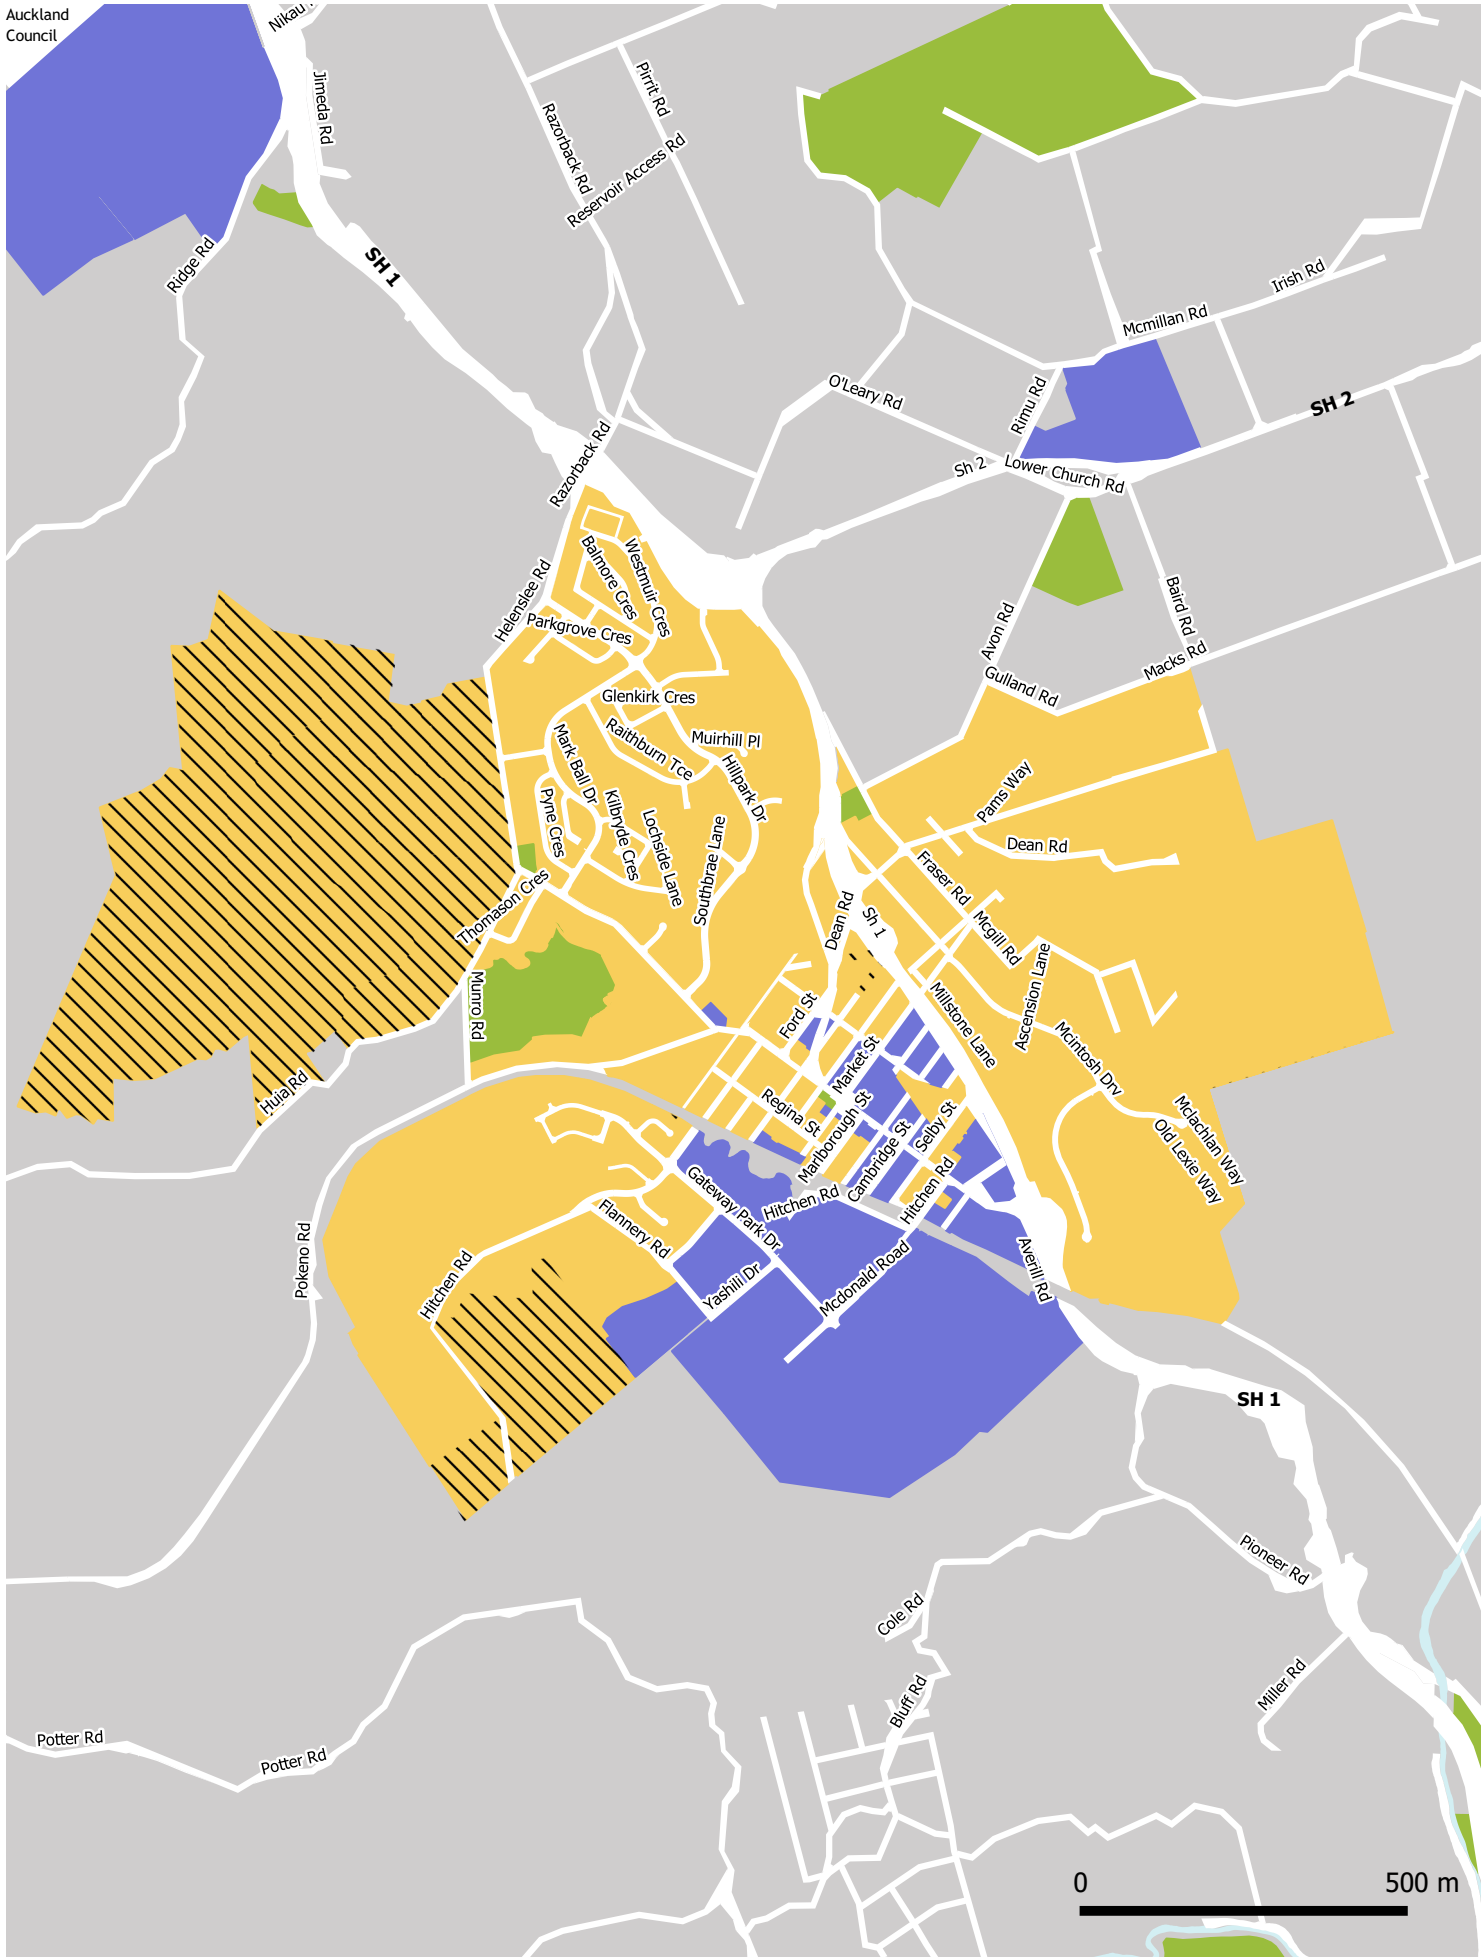 Auckland
Council
Nikau
Jimeda Rd
Pirrit Rd
Razorback Rd
Reservoir Access Rd
Ridge Rd
SH 1
Irish Rd
Mcmillan Rd
O'Leary Rd
Rimu Rd
SH 2
Razorback Rd
Sh 2
Lower Church Rd
Balmore Cres
Westmuir Cres
Helenslee Rd
Parkgrove Cres
Avon Rd
Baird Rd
Macks Rd
Gulland Rd
Glenkirk Cres
Raithburn Tce
Muirhill Pl
Mark Ball Dr
Hillpark Dr
Pyne Cres
Kilbryde Cres
Lochside Lane
Southbrae Lane
Pams Way
Dean Rd
Fraser Rd
Thomason Cres
Dean Rd
Sh 1
Mcgill Rd
Ascension Lane
Munro Rd
Millstone Lane
Ford St
Market St
Mcintosh Drv
Huia Rd
Regina St
Marlborough St
Selby St
Cambridge St
Mclachlan Way
Old Lexie Way
Gateway Park Dr
Hitchen Rd
Hitchen Rd
Flannery Rd
Pokeno Rd
Hitchen Rd
Yashili Dr
Mcdonald Road
Averill Rd
SH 1
Pioneer Rd
Cole Rd
Miller Rd
Bluff Rd
Potter Rd
Potter Rd
0 500 m